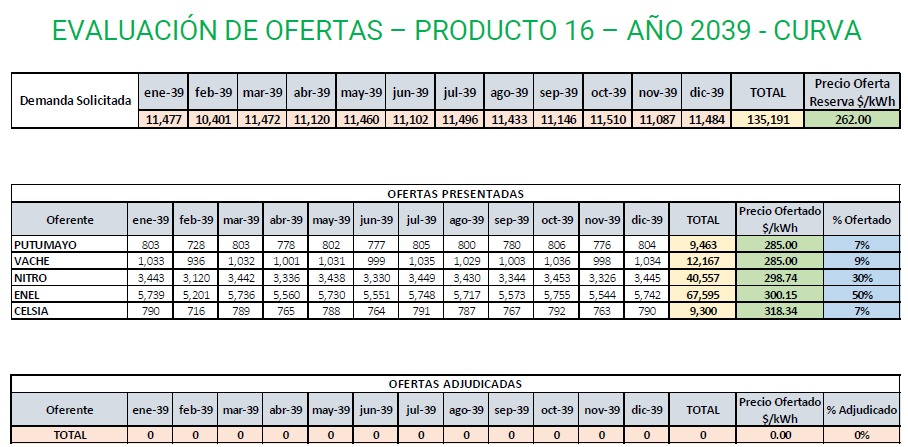 EVALUACIÓN DE OFERTAS – PRODUCTO 16 – AÑO 2039 - CURVA
Demanda Solicitada ene-39 feb-39 mar-39 abr-39 may-39 jun-39 jul-39 ago-39 sep-39 oct-39 nov-39 dic-39 TOTAL Precio Oferta Reserva $/kWh
11,477 10,401 11,472 11,120 11,460 11,102 11,496 11,433 11,146 11,510 11,087 11,484 135,191 262.00
OFERTAS PRESENTADAS
Oferente ene-39 feb-39 mar-39 abr-39 may-39 jun-39 jul-39 ago-39 sep-39 oct-39 nov-39 dic-39 TOTAL Precio Ofertado $/kWh % Ofertado
PUTUMAYO 803 728 803 778 802 777 805 800 780 806 776 804 9,463 285.00 7%
VACHE 1,033 936 1,032 1,001 1,031 999 1,035 1,029 1,003 1,036 998 1,034 12,167 285.00 9%
NITRO 3,443 3,120 3,442 3,336 3,438 3,330 3,449 3,430 3,344 3,453 3,326 3,445 40,557 298.74 30%
ENEL 5,739 5,201 5,736 5,560 5,730 5,551 5,748 5,717 5,573 5,755 5,544 5,742 67,595 300.15 50%
CELSIA 790 716 789 765 788 764 791 787 767 792 763 790 9,300 318.34 7%
OFERTAS ADJUDICADAS
Oferente ene-39 feb-39 mar-39 abr-39 may-39 jun-39 jul-39 ago-39 sep-39 oct-39 nov-39 dic-39 TOTAL Precio Ofertado $/kWh % Adjudicado
TOTAL 0 0 0 0 0 0 0 0 0 0 0 0 0 0.00 0%